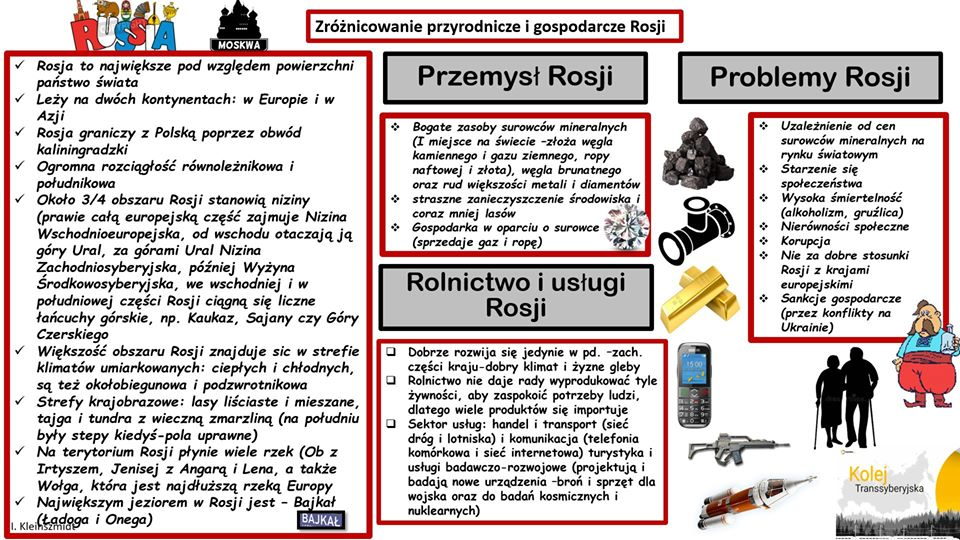 RUSSIA
MOSKWA
Zróżnicowanie przyrodnicze i gospodarcze Rosji
✓ Rosja to największe pod względem powierzchni
państwo świata
✓ Leży na dwóch kontynentach: w Europie i w
Azji
✓ Rosja graniczy z Polską poprzez obwód
kaliningradzki
✓ Ogromna rozciągłość równoleżnikowa i
południkowa
✓ Około 3/4 obszaru Rosji stanowią niziny
(prawie całą europejską część zajmuje Nizina
Wschodnioeuropejska, od wschodu otaczają ją
góry Ural, za górami Ural Nizina
Zachodniosyberyjska, później Wyżyna
Środkowosyberyjska, we wschodniej i w
południowej części Rosji ciągną się liczne
łańcuchy górskie, np. Kaukaz, Sajany czy Góry
Czerskiego
✓ Większość obszaru Rosji znajduje sic w strefie
klimatów umiarkowanych: ciepłych i chłodnych,
są też okołobiegunowa i podzwrotnikowa
✓ Strefy krajobrazowe: lasy liściaste i mieszane,
tajga i tundra z wieczną zmarzliną (na południu
były stepy kiedyś-pola uprawne)
✓ Na terytorium Rosji płynie wiele rzek (Ob z
Irtyszem, Jenisej z Angarą i Lena, a także
Wołga, która jest najdłuższą rzeką Europy
✓ Największym jeziorem w Rosji jest – Bajkał
(Ładoga i Onega)
I. Kleinszmidt
BAJKAŁ
Przemysł Rosji
❖ Bogate zasoby surowców mineralnych
(I miejsce na świecie –złoża węgla
kamiennego i gazu ziemnego, ropy
naftowej i złota), węgla brunatnego
oraz rud większości metali i diamentów
❖ straszne zanieczyszczenie środowiska i
coraz mniej lasów
❖ Gospodarka w oparciu o surowce
(sprzedaje gaz i ropę)
Rolnictwo i usługi
Rosji
❑ Dobrze rozwija się jedynie w pd. –zach.
części kraju-dobry klimat i żyzne gleby
❑ Rolnictwo nie daje rady wyprodukować tyle
żywności, aby zaspokoić potrzeby ludzi,
dlatego wiele produktów się importuje
❑ Sektor usług: handel i transport (sieć
dróg i lotniska) i komunikacja (telefonia
komórkowa i sieć internetowa) turystyka i
usługi badawczo-rozwojowe (projektują i
badają nowe urządzenia –broń i sprzęt dla
wojska oraz do badań kosmicznych i
nuklearnych)
Problemy Rosji
❖ Uzależnienie od cen
surowców mineralnych na
rynku światowym
❖ Starzenie się
społeczeństwa
❖ Wysoka śmiertelność
(alkoholizm, gruźlica)
❖ Nierówności społeczne
❖ Korupcja
❖ Nie za dobre stosunki
Rosji z krajami
europejskimi
❖ Sankcje gospodarcze
(przez konflikty na
Ukrainie)
Kolej
Transsyberyjska